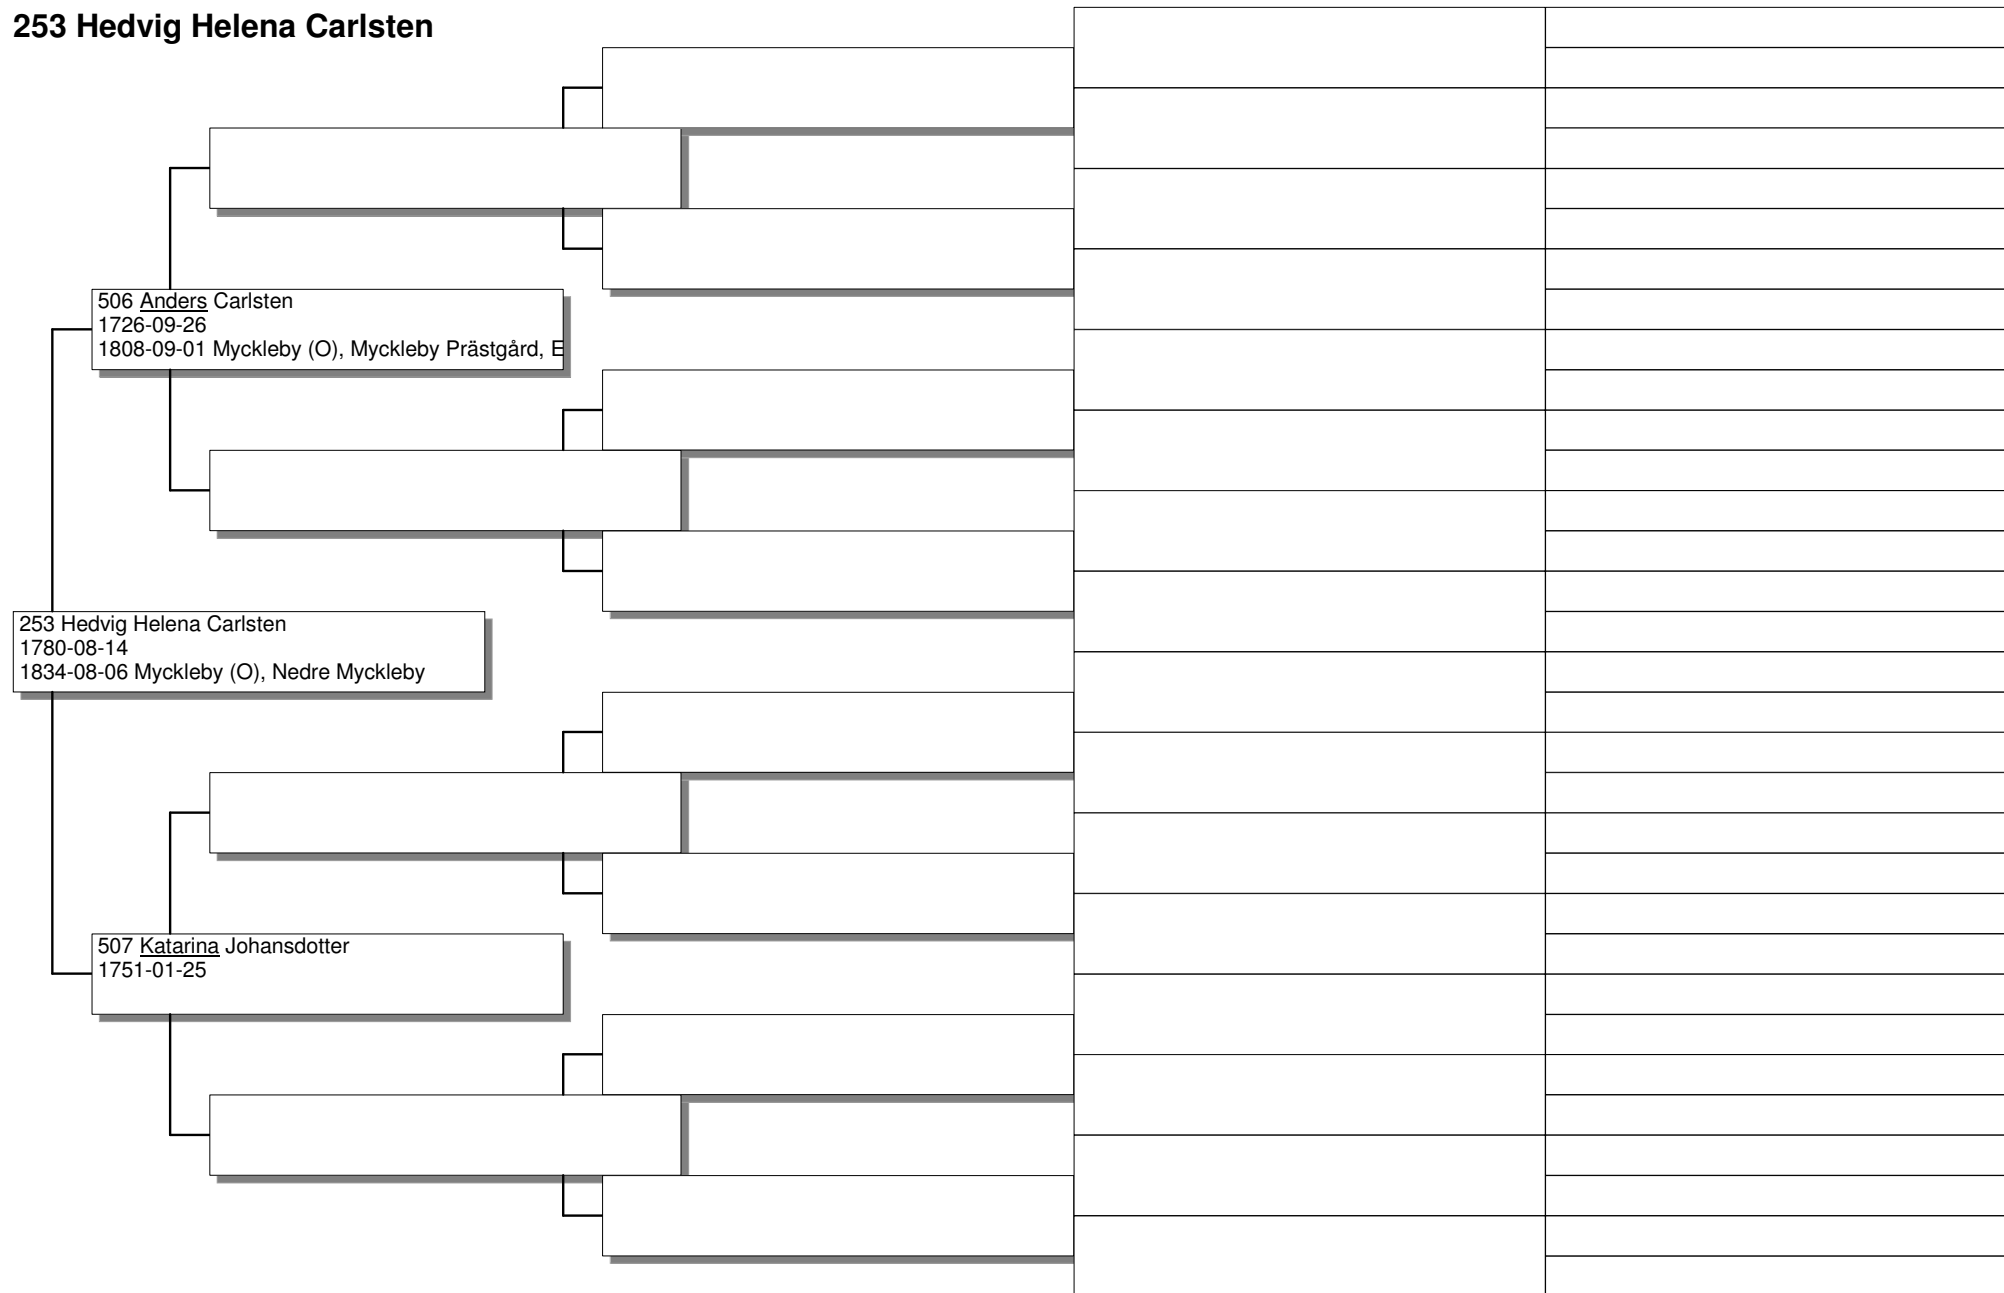 253 Hedvig Helena Carlsten
506 Anders Carlsten
1726-09-26
1808-09-01 Myckleby (O), Myckleby Prästgård, E
253 Hedvig Helena Carlsten
1780-08-14
1834-08-06 Myckleby (O), Nedre Myckleby
507 Katarina Johansdotter
1751-01-25